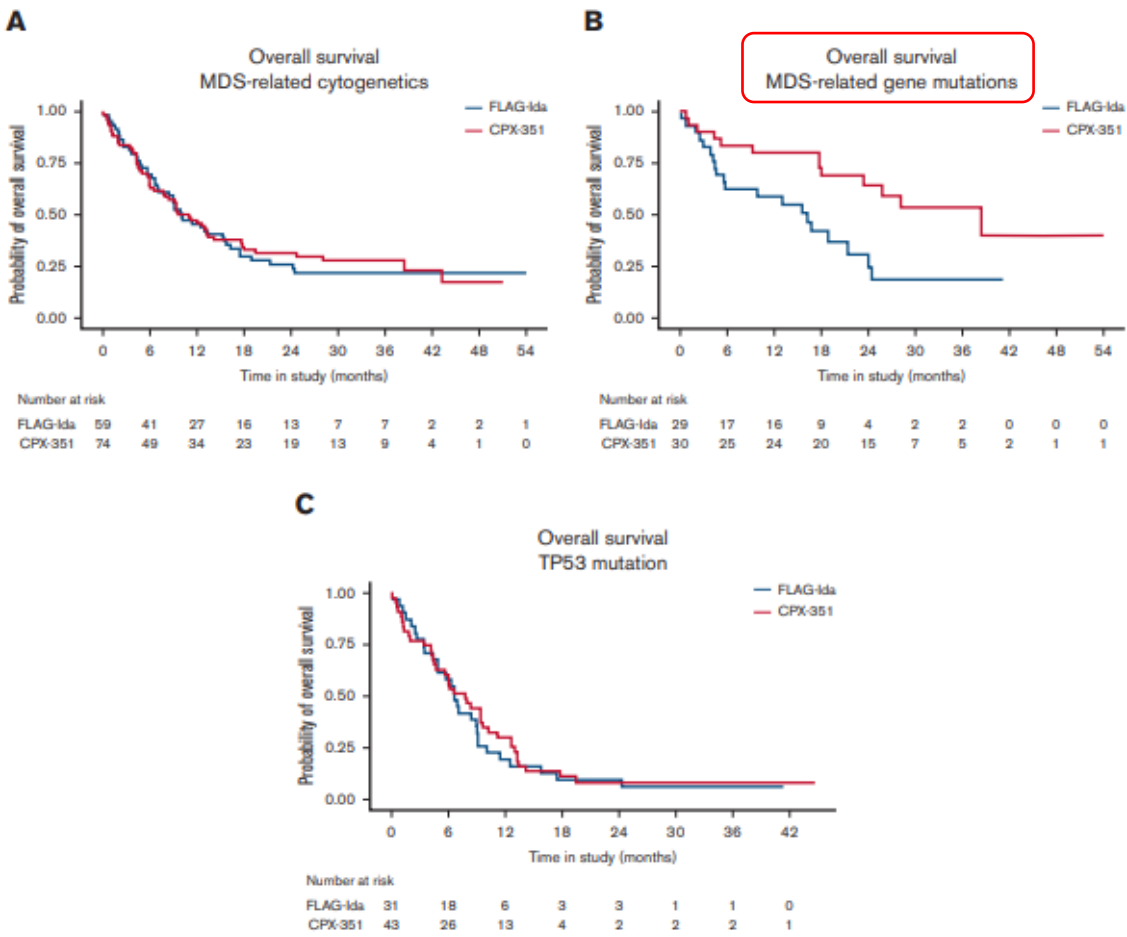 A
Overall survival
MDS-related cytogenetics
FLAG-Ida
CPX-351
Probability of overall survival
1.00
0.75
0.50
0.25
0.00
0 6 12 18 24 30 36 42 48 54
Time in study (months)
Number at risk
FLAG-Ida 59 41 27 16 13 7 7 2 2 1
CPX-351 74 49 34 23 19 13 9 4 1 0
B
Overall survival
MDS-related gene mutations
FLAG-Ida
CPX-351
Probability of overall survival
1.00
0.75
0.50
0.25
0.00
0 6 12 18 24 30 36 42 48 54
Time in study (months)
Number at risk
FLAG-Ida 29 17 16 9 4 2 2 0 0 0
CPX-351 30 25 24 20 15 7 5 2 1 1
C
Overall survival
TP53 mutation
FLAG-Ida
CPX-351
Probability of overall survival
1.00
0.75
0.50
0.25
0.00
0 6 12 18 24 30 36 42
Time in study (months)
Number at risk
FLAG-Ida 31 18 6 3 3 1 1 0
CPX-351 43 26 13 4 2 2 2 1